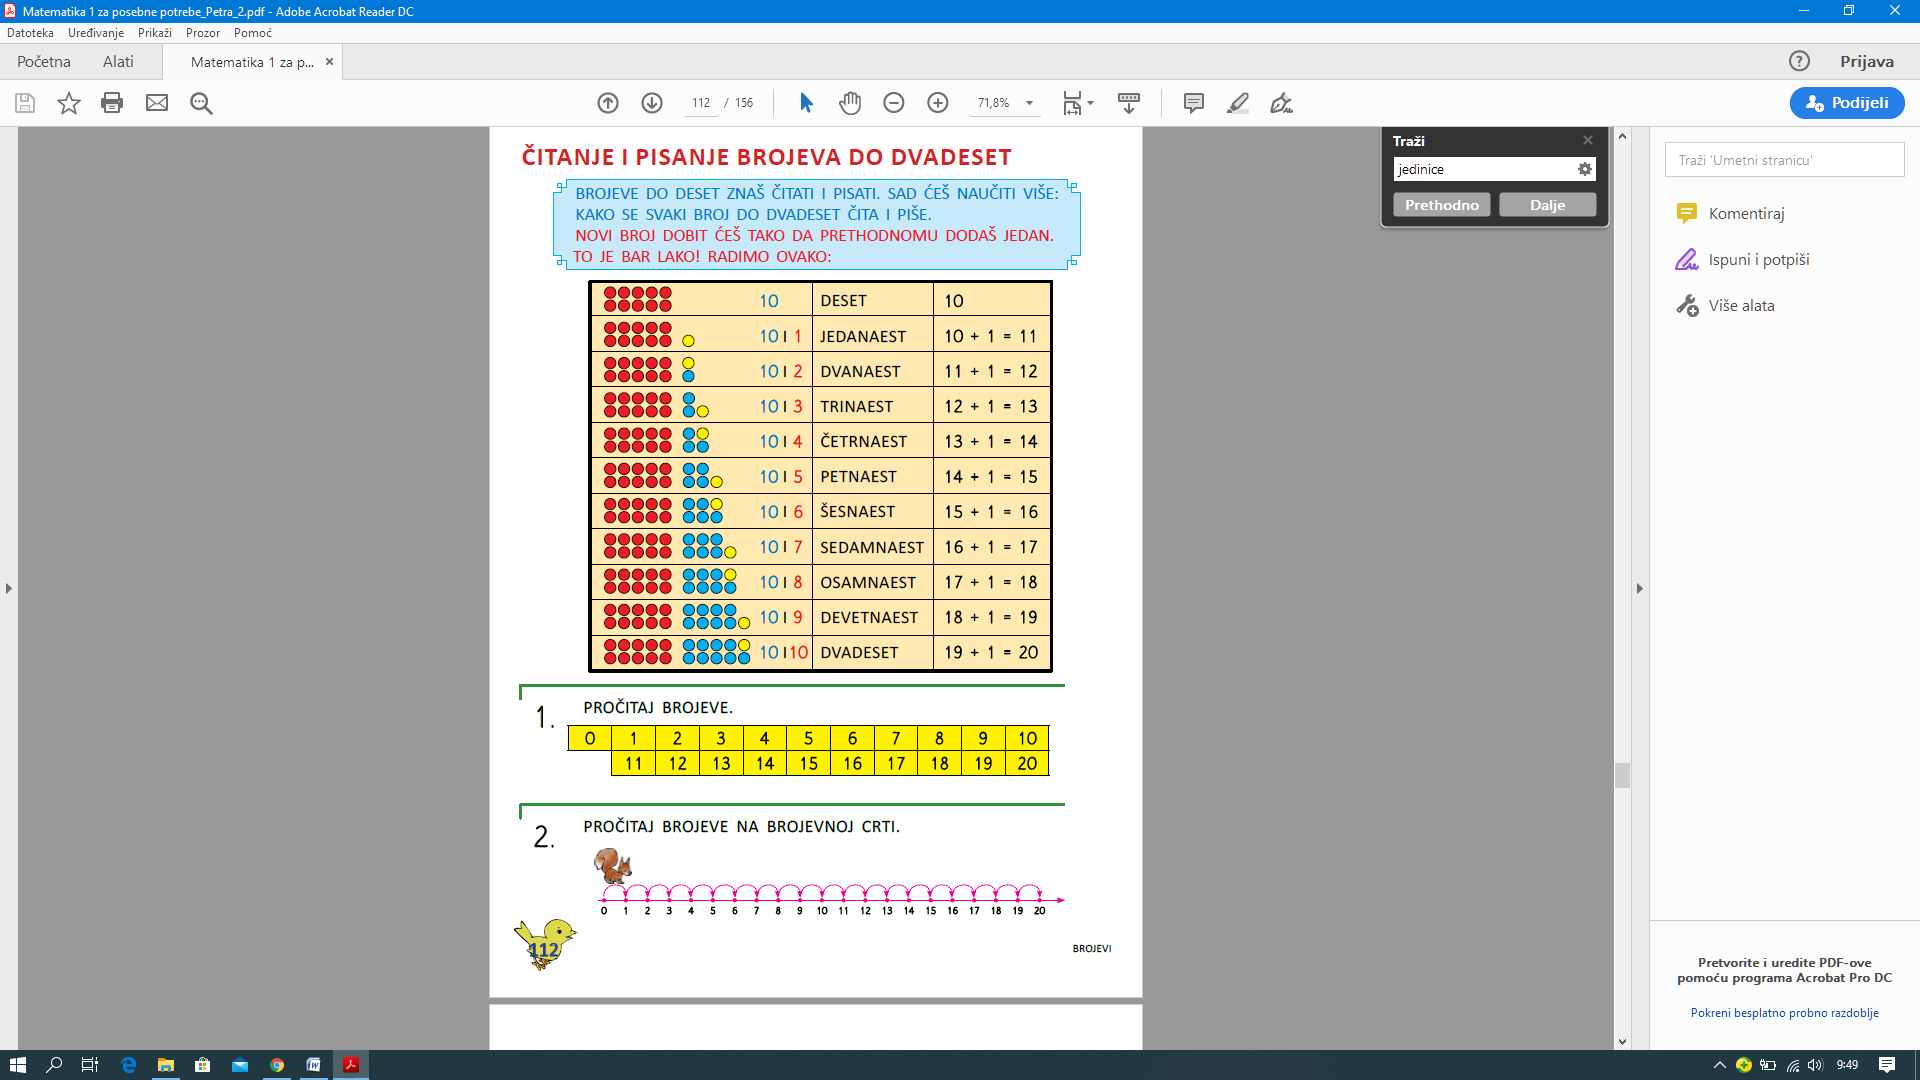 Matematika 1 za posebne potrebe_Petra_2.pdf - Adobe Acrobat Reader DC
Datoteka Uređivanje Prikaži Prozor Pomoć
Početna Alati Matematika 1 za p... × Prijava
112 / 156 71,8% Podijeli
ČITANJE I PISANJE BROJEVA DO DVADESET
BROJEVE DO DESET ZNAŠ ČITATI I PISATI. SAD ĆEŠ NAUČITI VIŠE:
KAKO SE SVAKI BROJ DO DVADESET ČITA I PIŠE.
NOVI BROJ DOBIT ĆEŠ TAKO DA PRETHODNOMU DODAŠ JEDAN.
TO JE BAR LAKO! RADIMO OVAKO:
10 DESET 10
10 I 1 JEDANAEST 10 + 1 = 11
10 I 2 DVANAEST 11 + 1 = 12
10 I 3 TRINAEST 12 + 1 = 13
10 I 4 ČETRNAEST 13 + 1 = 14
10 I 5 PETNAEST 14 + 1 = 15
10 I 6 ŠESNAEST 15 + 1 = 16
10 I 7 SEDAMNAEST 16 + 1 = 17
10 I 8 OSAMNAEST 17 + 1 = 18
10 I 9 DEVETNAEST 18 + 1 = 19
10 I 10 DVADESET 19 + 1 = 20
1. PROČITAJ BROJEVE.
0 1 2 3 4 5 6 7 8 9 10
11 12 13 14 15 16 17 18 19 20
2. PROČITAJ BROJEVE NA BROJEVNOJ CRTI.
0 1 2 3 4 5 6 7 8 9 10 11 12 13 14 15 16 17 18 19 20
112
BROJEVI
Traži
jedinice
Prethodno Dalje
Traži 'Umetni stranicu'
Komentiraj
Ispuni i potpiši
Više alata
Pretvorite i uredite PDF-ove
pomoću programa Acrobat Pro DC
Pokreni besplatno probno razdoblje
9:49